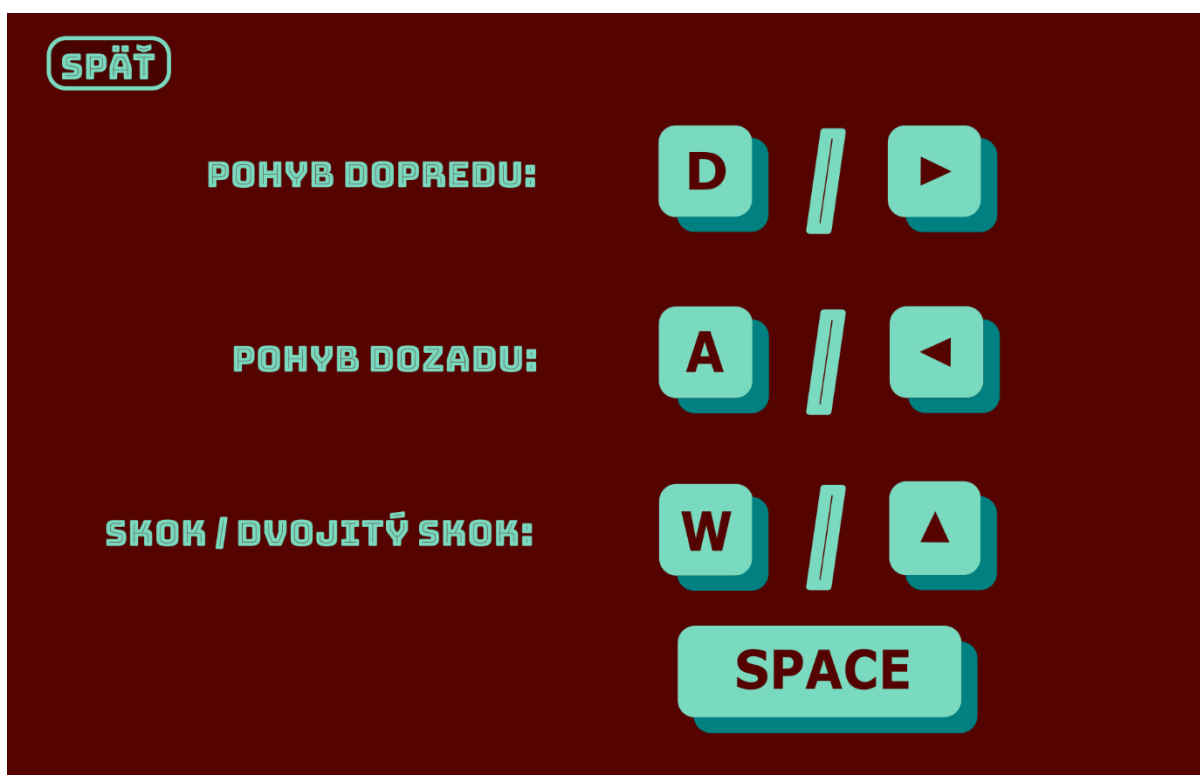 SPÄŤ
POHYB DOPREDU: D / ►
POHYB DOZADU: A / ◄
SKOK / DVOJITÝ SKOK: W / ▲
SPACE